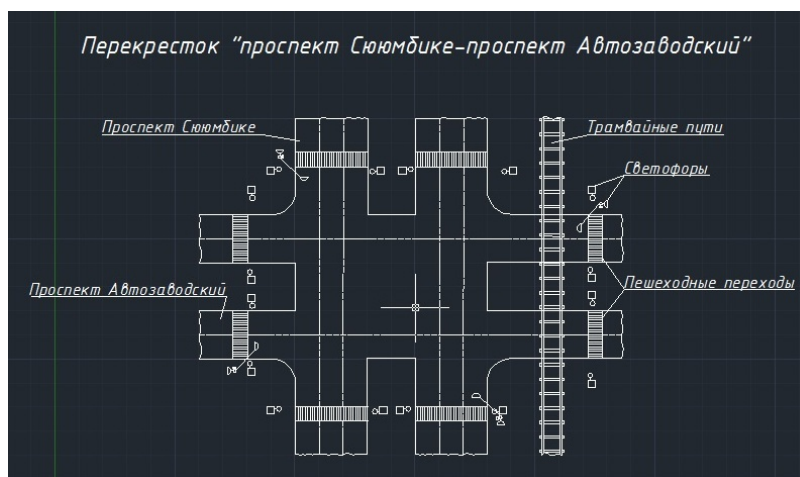 Перекресток "проспект Сююмбике-проспект Автозаводский"
Проспект Сююмбике
Трамвайные пути
Светофоры
Проспект Автозаводский
Пешеходные переходы